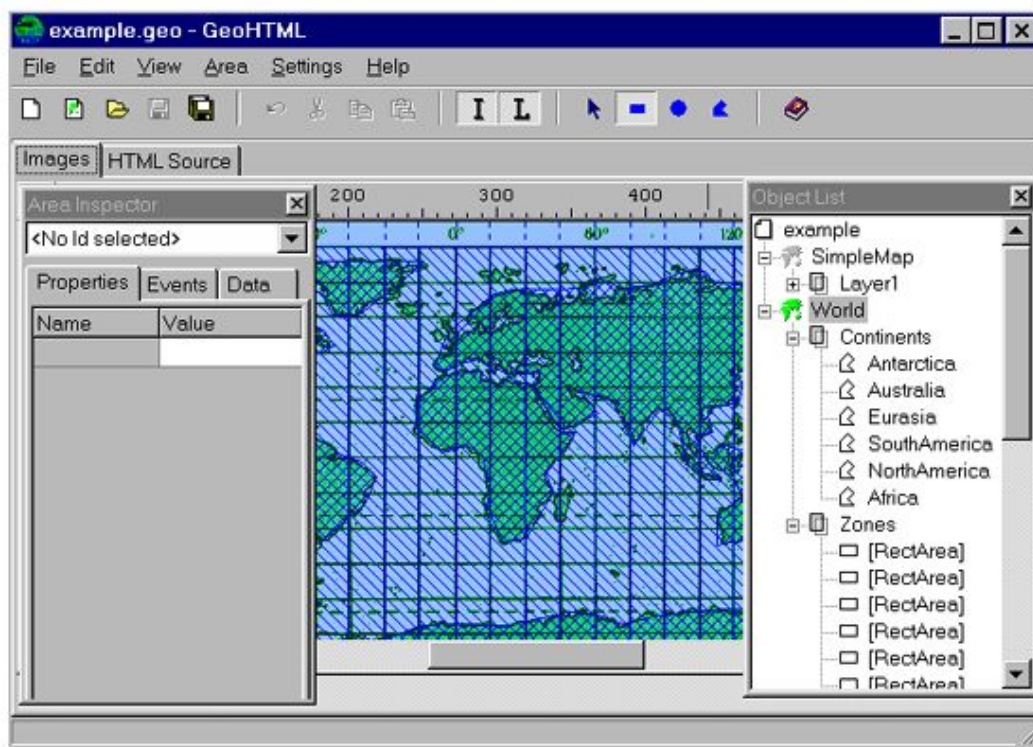 example.geo - GeoHTML
File Edit View Area Settings Help
I L
Images HTML Source
Area Inspector
<No Id selected>
Properties Events Data
Name Value
200 300 400
0° 60° 120
Object List
example
SimpleMap
Layer1
World
Continents
Antarctica
Australia
Eurasia
SouthAmerica
NorthAmerica
Africa
Zones
[RectArea]
[RectArea]
[RectArea]
[RectArea]
[RectArea]
[RectArea]